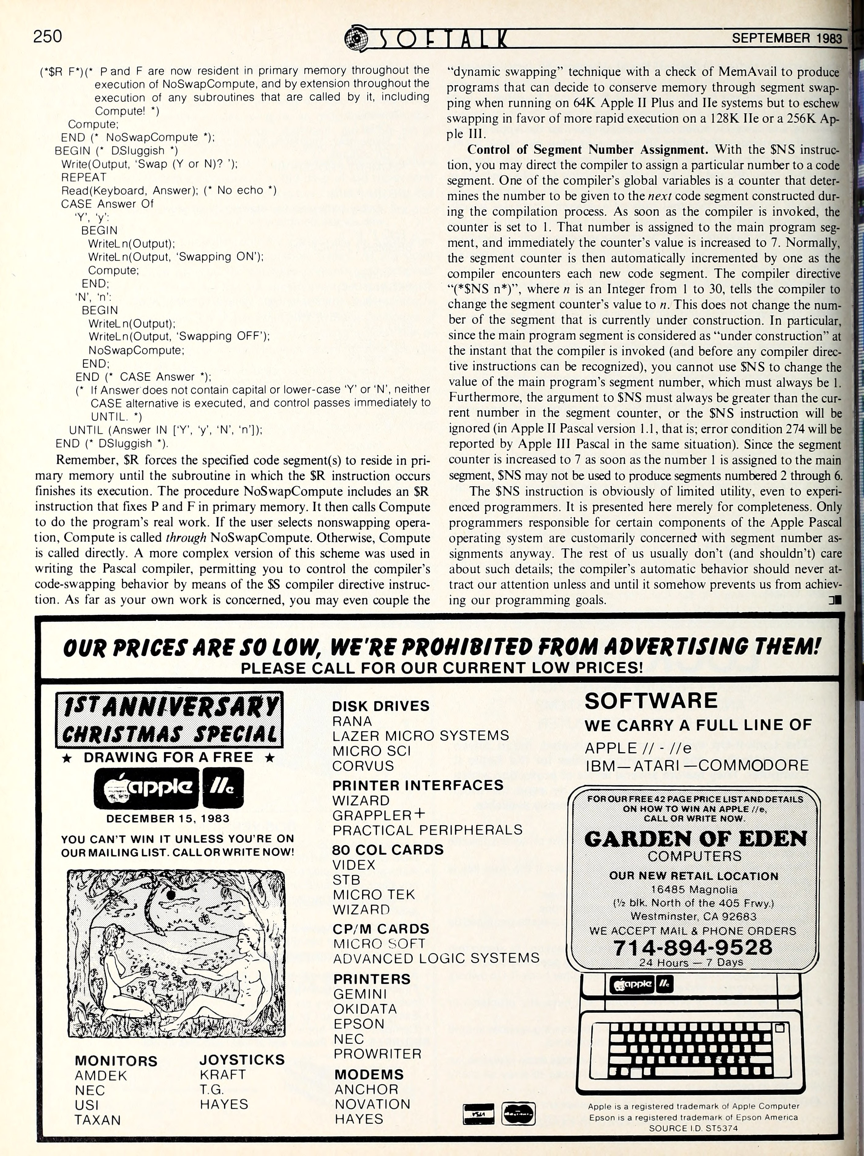 250
SOFTALK
SEPTEMBER 1983
(*$R F*)(* P and F are now resident in primary memory throughout the
execution of NoSwapCompute, and by extension throughout the
execution of any subroutines that are called by it, including
Compute! *)
Compute;
END (* NoSwapCompute *);
BEGIN (* DSluggish *)
Write(Output, 'Swap (Y or N)? ');
REPEAT
Read(Keyboard, Answer); (* No echo *)
CASE Answer Of
'Y', 'y':
BEGIN
WriteLn(Output);
WriteLn(Output, 'Swapping ON');
Compute;
END;
'N', 'n':
BEGIN
WriteLn(Output);
WriteLn(Output, 'Swapping OFF');
NoSwapCompute;
END;
END (* CASE Answer *);
(* If Answer does not contain capital or lower-case 'Y' or 'N', neither
CASE alternative is executed, and control passes immediately to
UNTIL. *)
UNTIL (Answer IN ['Y', 'y', 'N', 'n']);
END (* DSluggish *).
Remember, $R forces the specified code segment(s) to reside in pri-
mary memory until the subroutine in which the $R instruction occurs
finishes its execution. The procedure NoSwapCompute includes an $R
instruction that fixes P and F in primary memory. It then calls Compute
to do the program's real work. If the user selects nonswapping opera-
tion, Compute is called through NoSwapCompute. Otherwise, Compute
is called directly. A more complex version of this scheme was used in
writing the Pascal compiler, permitting you to control the compiler's
code-swapping behavior by means of the $S compiler directive instruc-
tion. As far as your own work is concerned, you may even couple the
"dynamic swapping" technique with a check of MemAvail to produce
programs that can decide to conserve memory through segment swap-
ping when running on 64K Apple II Plus and IIe systems but to eschew
swapping in favor of more rapid execution on a 128K IIe or a 256K Ap-
ple III.
Control of Segment Number Assignment. With the $NS instruc-
tion, you may direct the compiler to assign a particular number to a code
segment. One of the compiler's global variables is a counter that deter-
mines the number to be given to the next code segment constructed dur-
ing the compilation process. As soon as the compiler is invoked, the
counter is set to 1. That number is assigned to the main program seg-
ment, and immediately the counter's value is increased to 7. Normally,
the segment counter is then automatically incremented by one as the
compiler encounters each new code segment. The compiler directive
"(*$NS n*)", where n is an Integer from 1 to 30, tells the compiler to
change the segment counter's value to n. This does not change the num-
ber of the segment that is currently under construction. In particular,
since the main program segment is considered as "under construction" at
the instant that the compiler is invoked (and before any compiler direc-
tive instructions can be recognized), you cannot use $NS to change the
value of the main program's segment number, which must always be 1.
Furthermore, the argument to $NS must always be greater than the cur-
rent number in the segment counter, or the $NS instruction will be
ignored (in Apple II Pascal version 1.1, that is; error condition 274 will be
reported by Apple III Pascal in the same situation). Since the segment
counter is increased to 7 as soon as the number 1 is assigned to the main
segment, $NS may not be used to produce segments numbered 2 through 6.
The $NS instruction is obviously of limited utility, even to experi-
enced programmers. It is presented here merely for completeness. Only
programmers responsible for certain components of the Apple Pascal
operating system are customarily concerned with segment number as-
signments anyway. The rest of us usually don't (and shouldn't) care
about such details; the compiler's automatic behavior should never at-
tract our attention unless and until it somehow prevents us from achiev-
ing our programming goals.
OUR PRICES ARE SO LOW, WE'RE PROHIBITED FROM ADVERTISING THEM!
PLEASE CALL FOR OUR CURRENT LOW PRICES!
1ST ANNIVERSARY
CHRISTMAS SPECIAL
★ DRAWING FOR A FREE ★
apple //e
DECEMBER 15, 1983
YOU CAN'T WIN IT UNLESS YOU'RE ON
OUR MAILING LIST. CALL OR WRITE NOW!
MONITORS
AMDEK
NEC
USI
TAXAN
JOYSTICKS
KRAFT
T.G.
HAYES
DISK DRIVES
RANA
LAZER MICRO SYSTEMS
MICRO SCI
CORVUS
PRINTER INTERFACES
WIZARD
GRAPPLER+
PRACTICAL PERIPHERALS
80 COL CARDS
VIDEX
STB
MICRO TEK
WIZARD
CP/M CARDS
MICRO SOFT
ADVANCED LOGIC SYSTEMS
PRINTERS
GEMINI
OKIDATA
EPSON
NEC
PROWRITER
MODEMS
ANCHOR
NOVATION
HAYES
SOFTWARE
WE CARRY A FULL LINE OF
APPLE // - //e
IBM—ATARI—COMMODORE
FOR OUR FREE 42 PAGE PRICE LIST AND DETAILS
ON HOW TO WIN AN APPLE //e,
CALL OR WRITE NOW.
GARDEN OF EDEN
COMPUTERS
OUR NEW RETAIL LOCATION
16485 Magnolia
(½ blk. North of the 405 Frwy.)
Westminster, CA 92683
WE ACCEPT MAIL & PHONE ORDERS
714-894-9528
24 Hours — 7 Days
apple //e
Apple is a registered trademark of Apple Computer
Epson is a registered trademark of Epson America
SOURCE I.D. ST5374